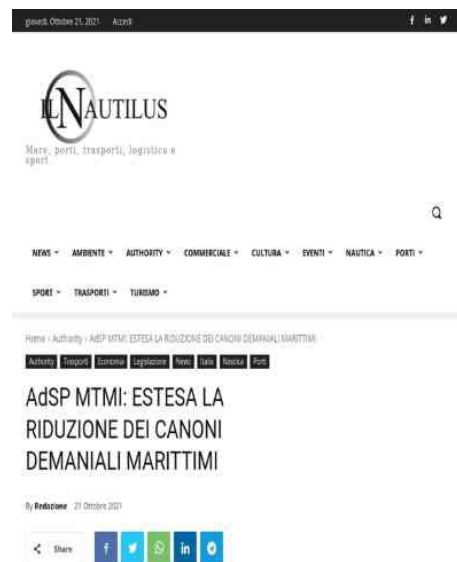 giovedì, Ottobre 21, 2021 Accedi
IL NAUTILUS
Mare, porti, trasporti, logistica e
sport
NEWS AMBIENTE AUTHORITY COMMERCIALE CULTURA EVENTI NAUTICA PORTI
SPORT TRASPORTI TURISMO
Home › Authority › AdSP MTMI: ESTESA LA RIDUZIONE DEI CANONI DEMANIALI MARITTIMI
Authority Trasporti Economia Legislazione News Italia Nautica Porti
AdSP MTMI: ESTESA LA
RIDUZIONE DEI CANONI
DEMANIALI MARITTIMI
By Redazione 21 Ottobre 2021
Share